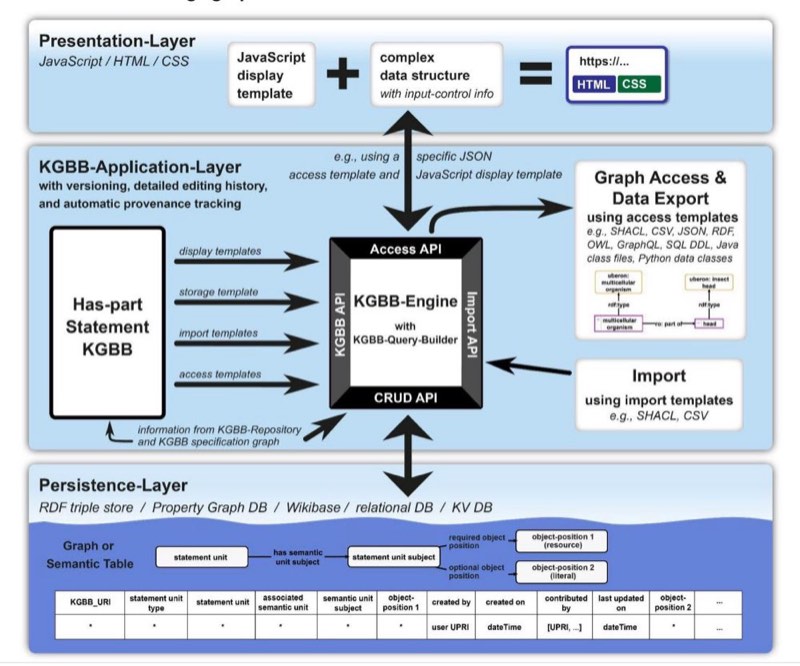 Presentation-Layer
JavaScript / HTML / CSS
JavaScript
display
template
+
complex
data structure
with input-control info
=
https://...
HTML CSS
KGBB-Application-Layer
with versioning, detailed editing history,
and automatic provenance tracking
e.g., using a specific JSON
access template and JavaScript display template
Graph Access &
Data Export
using access templates
e.g., SHACL, CSV, JSON, RDF,
OWL, GraphQL, SQL DDL, Java
class files, Python data classes
uberon:
multicellular
organism
uberon: insect
head
rdf:type
rdf:type
multicellular
organism
ro: part of
head
Has-part
Statement
KGBB
display templates
storage template
import templates
access templates
Access API
KGBB API
KGBB-Engine
with
KGBB-Query-Builder
Import API
CRUD API
Import
using import templates
e.g., SHACL, CSV
information from KGBB-Repository
and KGBB specification graph
Persistence-Layer
RDF triple store / Property Graph DB / Wikibase / relational DB / KV DB
Graph or
Semantic Table
statement unit
has semantic
unit subject
statement unit subject
required object
position
object-position 1
(resource)
optional object
position
object-position 2
(literal)
KGBB_URI
statement unit
type
statement unit
associated
semantic unit
semantic unit
subject
object-
position 1
created by
created on
contributed
by
last updated
on
object-
position 2
...
* * * * * * user UPRI dateTime [UPRI, ...] dateTime * ...